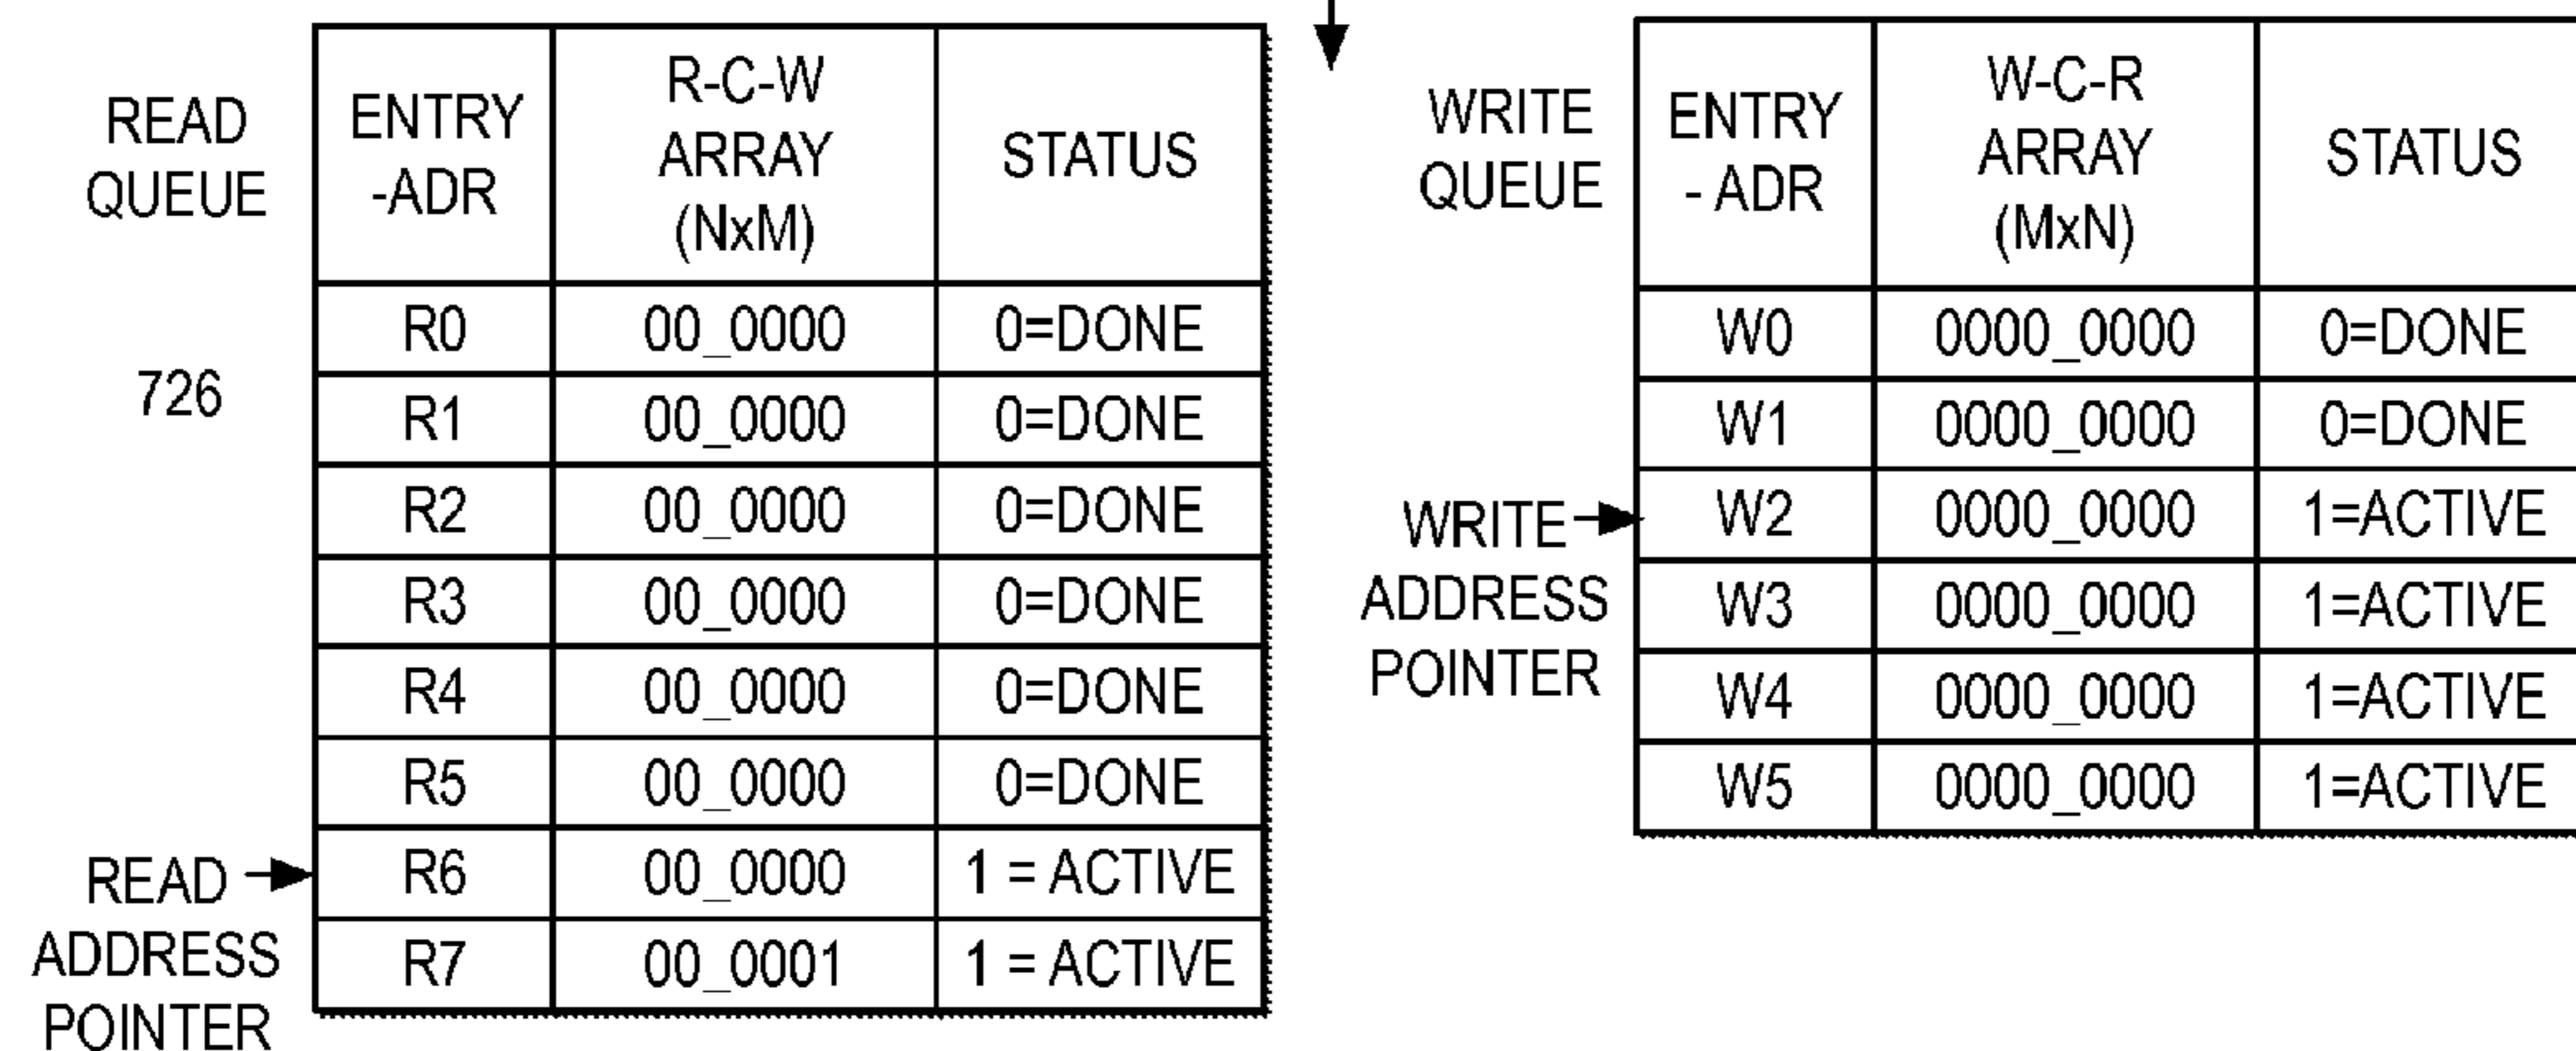 READ
QUEUE
726
READ
ADDRESS
POINTER
ENTRY
-ADR
R-C-W
ARRAY
(NxM)
STATUS
R0 00_0000 0=DONE
R1 00_0000 0=DONE
R2 00_0000 0=DONE
R3 00_0000 0=DONE
R4 00_0000 0=DONE
R5 00_0000 0=DONE
R6 00_0000 1 = ACTIVE
R7 00_0001 1 = ACTIVE
WRITE
QUEUE
WRITE
ADDRESS
POINTER
ENTRY
- ADR
W-C-R
ARRAY
(MxN)
STATUS
W0 0000_0000 0=DONE
W1 0000_0000 0=DONE
W2 0000_0000 1=ACTIVE
W3 0000_0000 1=ACTIVE
W4 0000_0000 1=ACTIVE
W5 0000_0000 1=ACTIVE